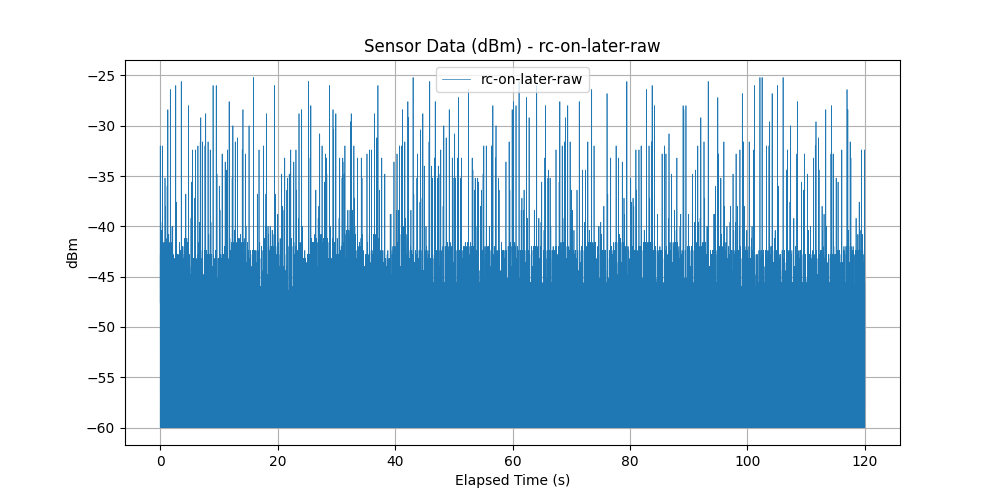 Sensor Data (dBm) - rc-on-later-raw
rc-on-later-raw
−25
−30
−35
−40
−45
−50
−55
−60
dBm
0 20 40 60 80 100 120
Elapsed Time (s)